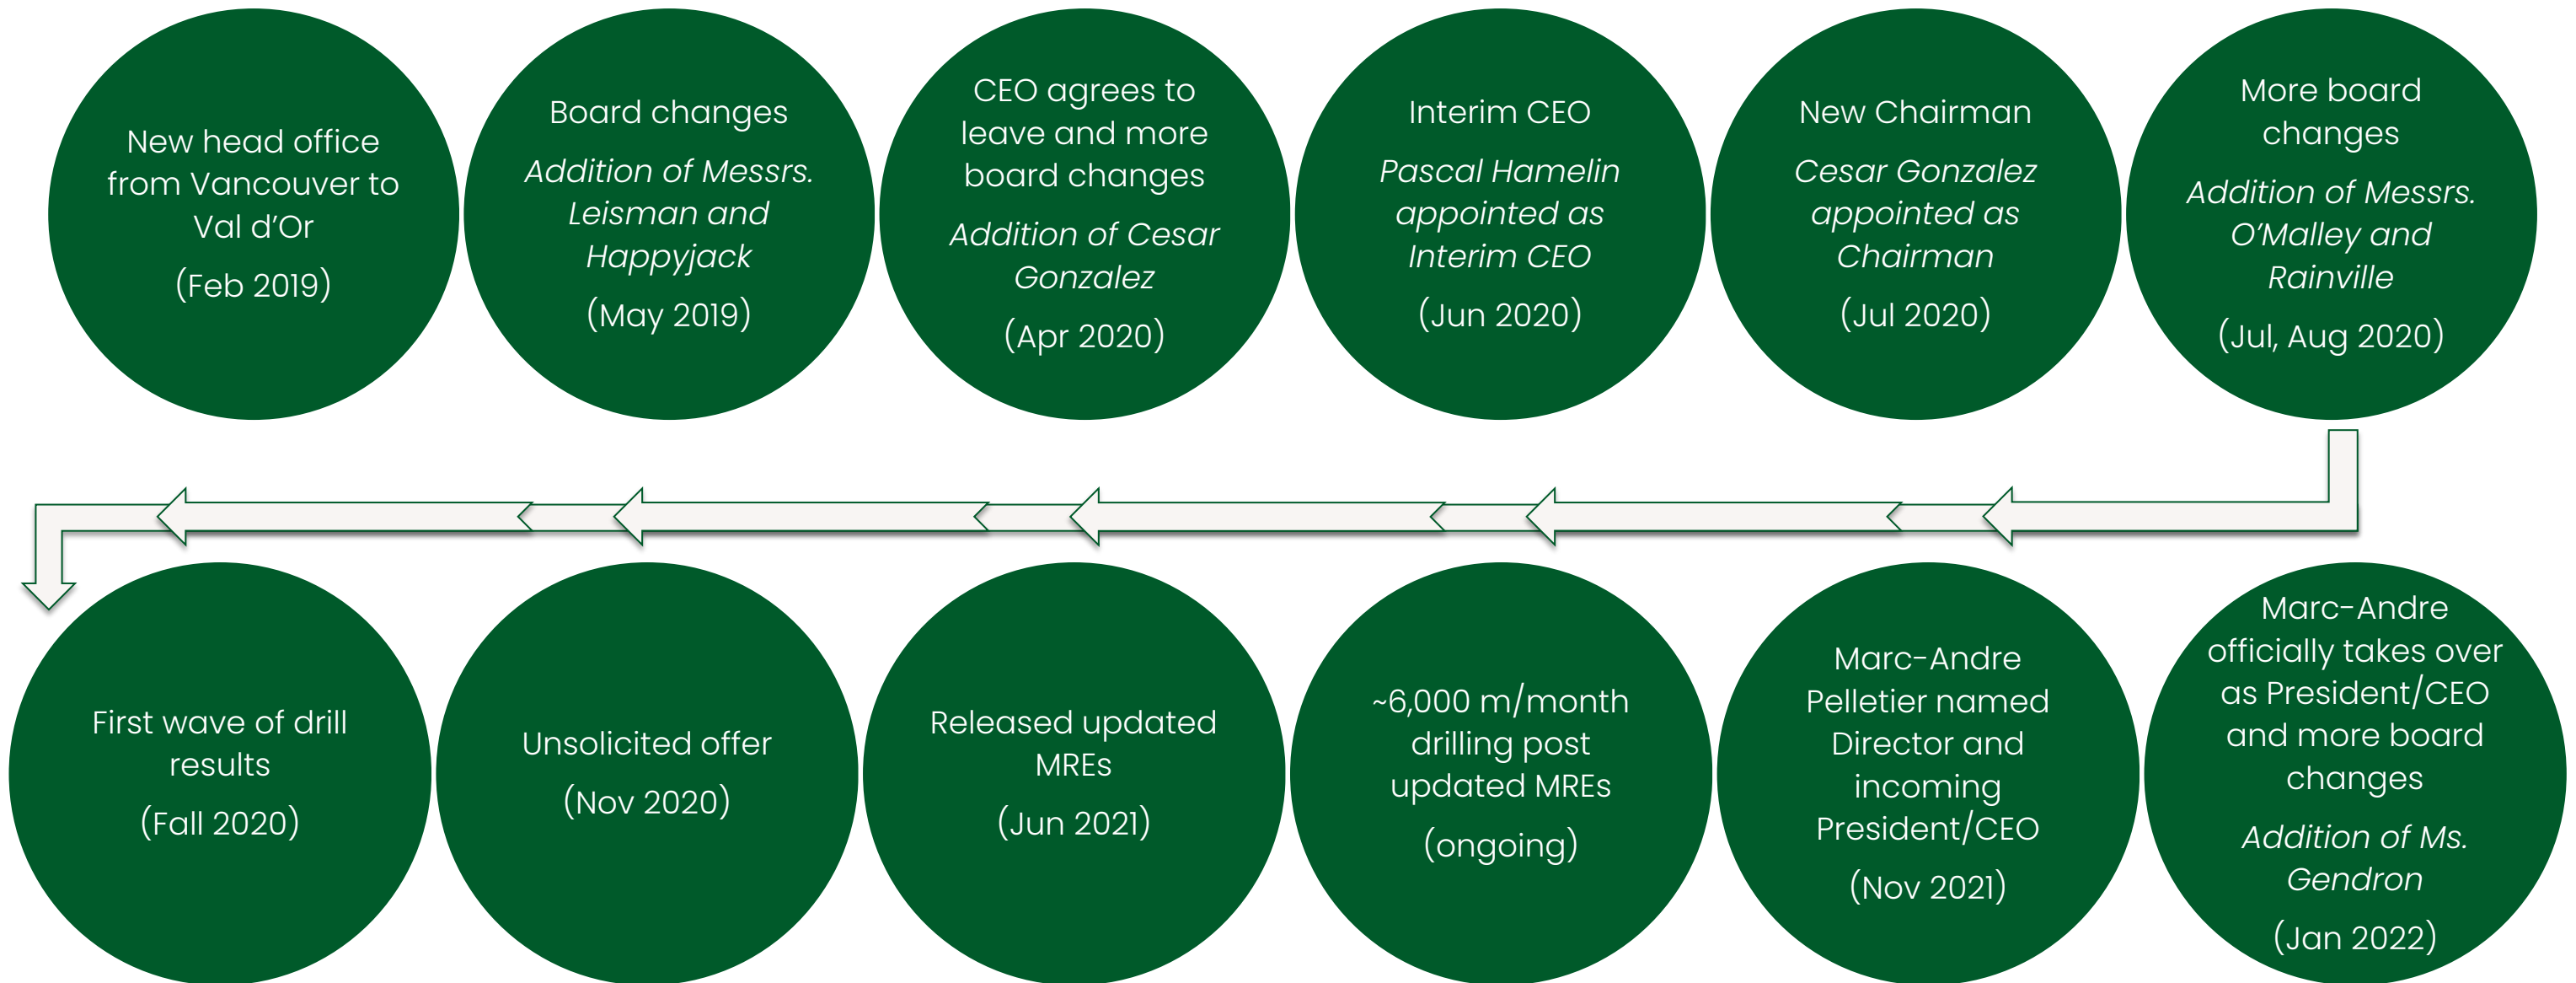 New head office
from Vancouver to
Val d’Or
(Feb 2019)
Board changes
Addition of Messrs.
Leisman and
Happyjack
(May 2019)
CEO agrees to
leave and more
board changes
Addition of Cesar
Gonzalez
(Apr 2020)
Interim CEO
Pascal Hamelin
appointed as
Interim CEO
(Jun 2020)
New Chairman
Cesar Gonzalez
appointed as
Chairman
(Jul 2020)
More board
changes
Addition of Messrs.
O’Malley and
Rainville
(Jul, Aug 2020)
First wave of drill
results
(Fall 2020)
Unsolicited offer
(Nov 2020)
Released updated
MREs
(Jun 2021)
~6,000 m/month
drilling post
updated MREs
(ongoing)
Marc-Andre
Pelletier named
Director and
incoming
President/CEO
(Nov 2021)
Marc-Andre
officially takes over
as President/CEO
and more board
changes
Addition of Ms.
Gendron
(Jan 2022)